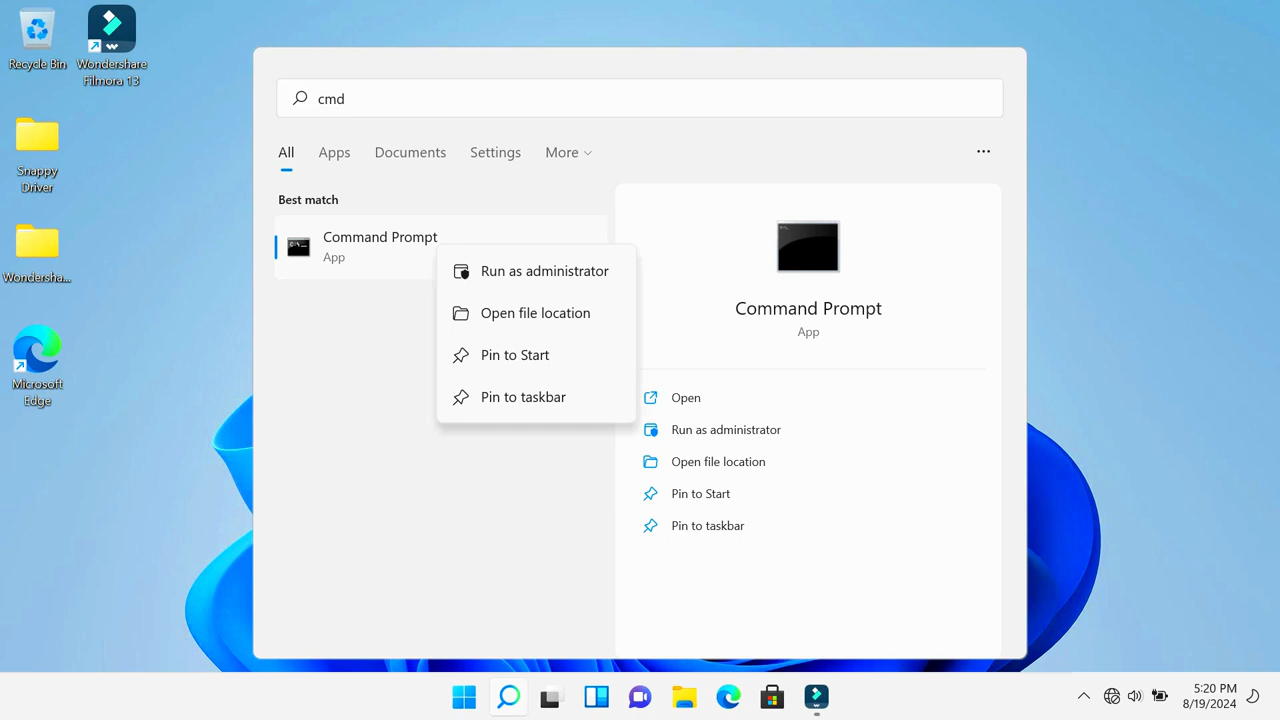 Recycle Bin
Wondershare
Filmora 13
Snappy
Driver
Wondersha...
Microsoft
Edge
cmd
All
Apps
Documents
Settings
More
Best match
Command Prompt
App
Run as administrator
Open file location
Pin to Start
Pin to taskbar
Command Prompt
App
Open
Run as administrator
Open file location
Pin to Start
Pin to taskbar
5:20 PM
8/19/2024